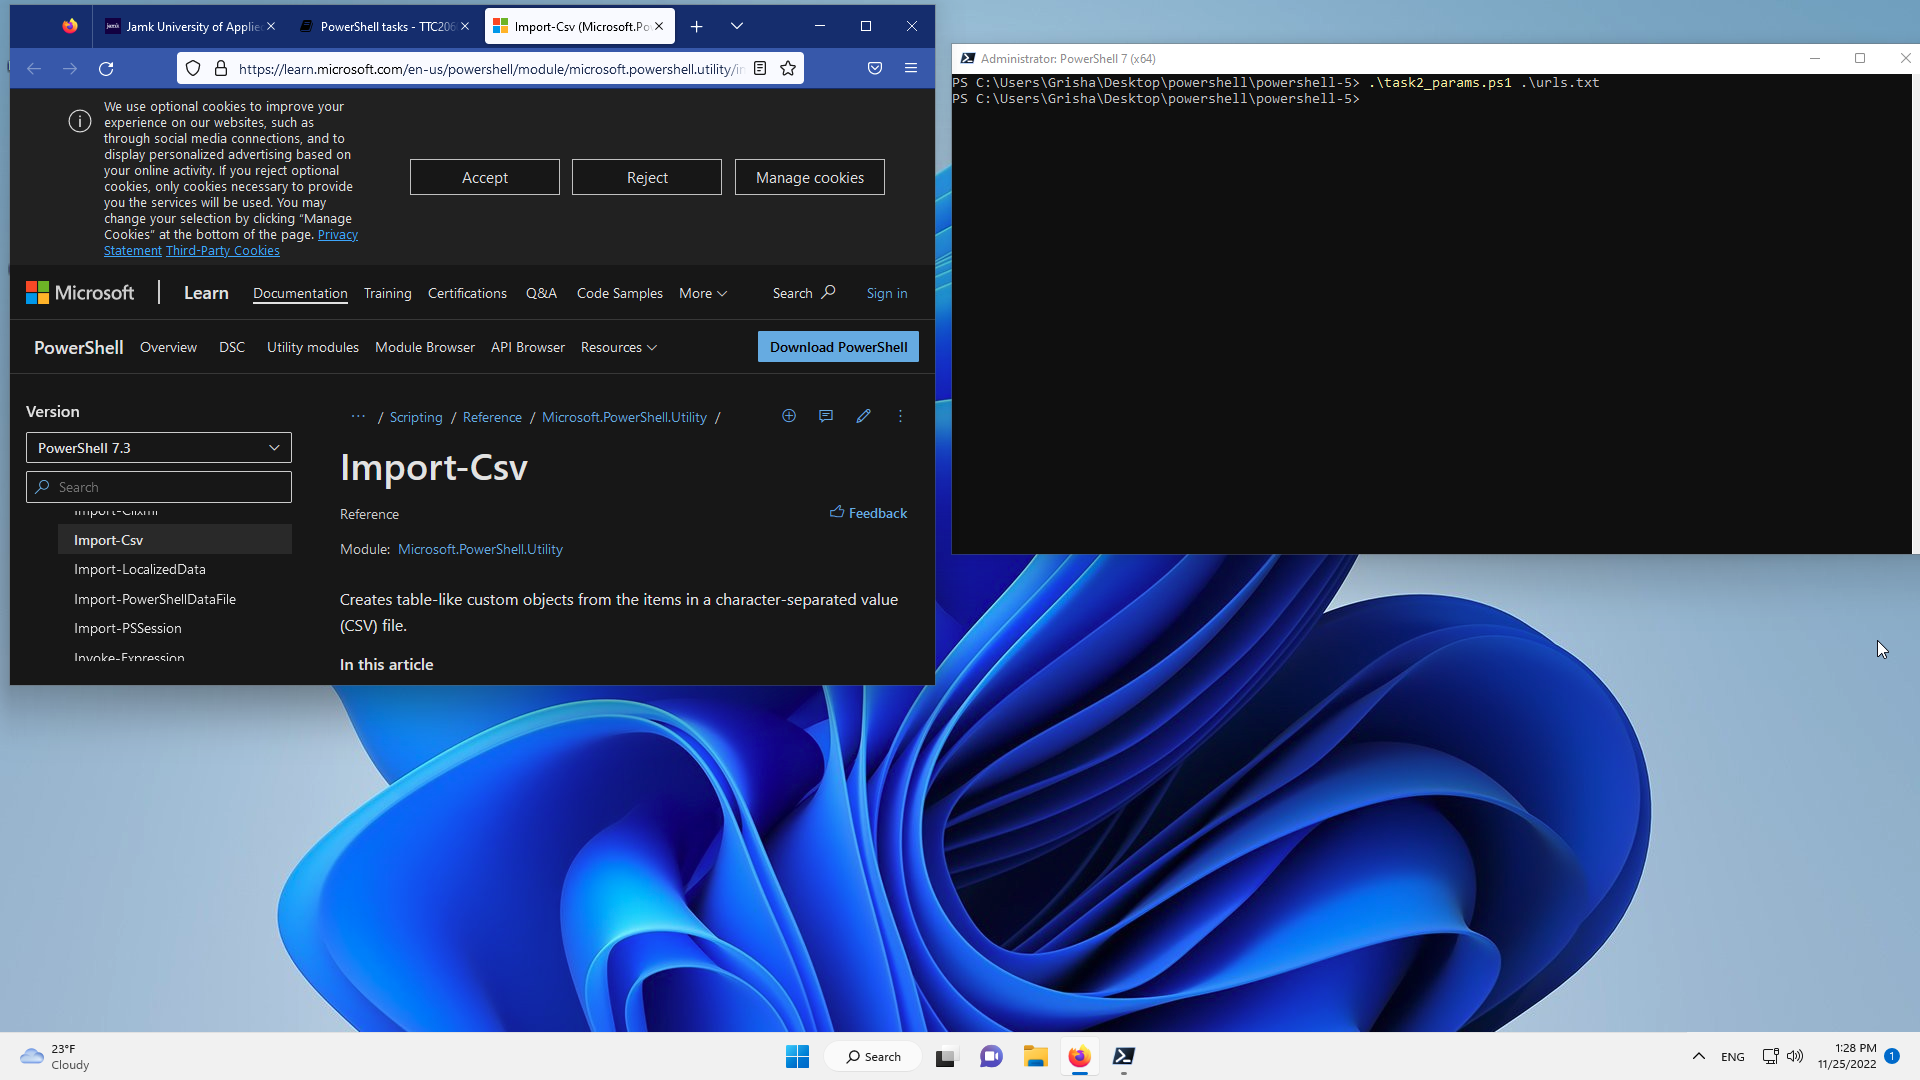 Jamk University of Applie
PowerShell tasks - TTC206
Import-Csv (Microsoft.Po
https://learn.microsoft.com/en-us/powershell/module/microsoft.powershell.utility/i
We use optional cookies to improve your
experience on our websites, such as
through social media connections, and to
display personalized advertising based on
your online activity. If you reject optional
cookies, only cookies necessary to provide
you the services will be used. You may
change your selection by clicking “Manage
Cookies” at the bottom of the page. Privacy
Statement Third-Party Cookies
Accept
Reject
Manage cookies
Microsoft
Learn
Documentation
Training
Certifications
Q&A
Code Samples
More
Search
Sign in
PowerShell
Overview
DSC
Utility modules
Module Browser
API Browser
Resources
Download PowerShell
Version
PowerShell 7.3
Search
Import-Clixml
Import-Csv
Import-LocalizedData
Import-PowerShellDataFile
Import-PSSession
Invoke-Expression
··· / Scripting / Reference / Microsoft.PowerShell.Utility /
Import-Csv
Reference
Feedback
Module: Microsoft.PowerShell.Utility
Creates table-like custom objects from the items in a character-separated value
(CSV) file.
In this article
Administrator: PowerShell 7 (x64)
PS C:\Users\Grisha\Desktop\powershell\powershell-5> .\task2_params.ps1 .\urls.txt
PS C:\Users\Grisha\Desktop\powershell\powershell-5>
23°F
Cloudy
Search
ENG
1:28 PM
11/25/2022
1